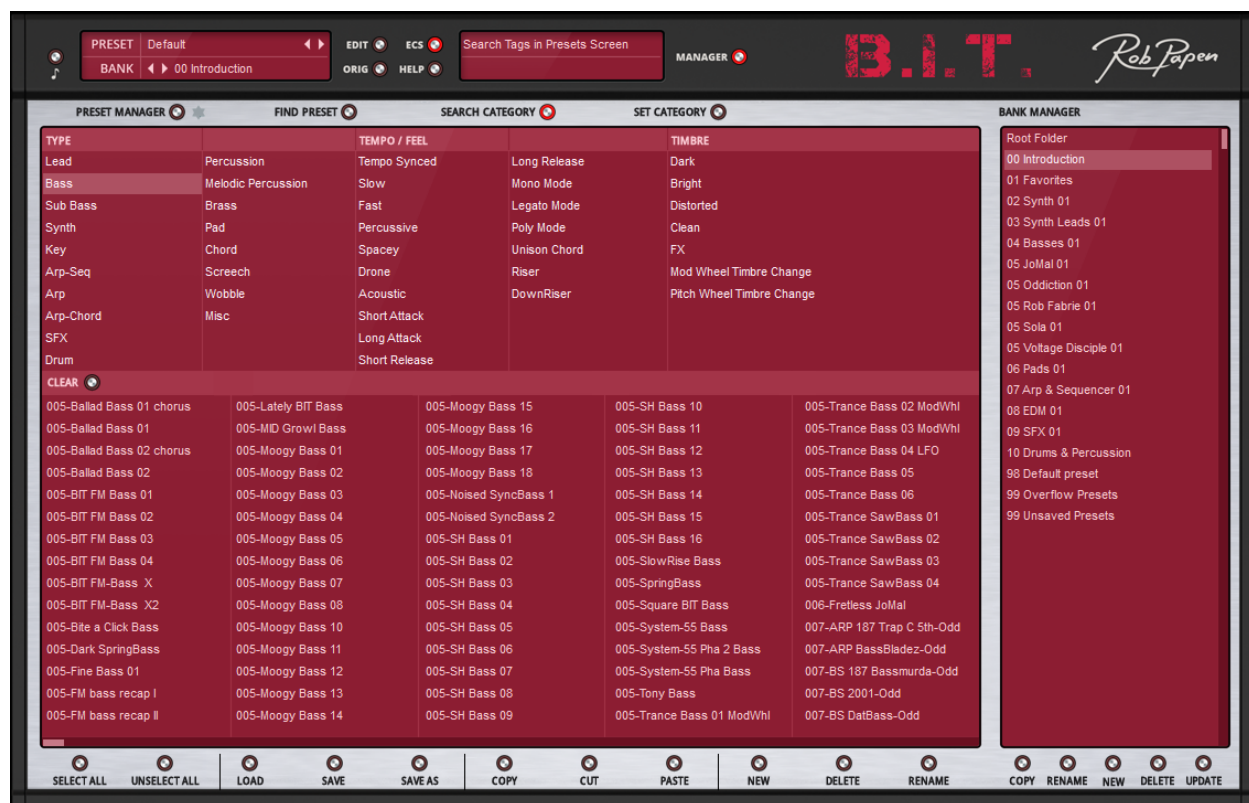 PRESET Default
BANK 00 Introduction
EDIT ECS
ORIG HELP
Search Tags in Presets Screen
MANAGER
B.I.T.
Rob Papen
PRESET MANAGER FIND PRESET SEARCH CATEGORY SET CATEGORY
TYPE TEMPO / FEEL TIMBRE
Lead Percussion Tempo Synced Long Release Dark
Bass Melodic Percussion Slow Mono Mode Bright
Sub Bass Brass Fast Legato Mode Distorted
Synth Pad Percussive Poly Mode Clean
Key Chord Spacey Unison Chord FX
Arp-Seq Screech Drone Riser Mod Wheel Timbre Change
Arp Wobble Acoustic DownRiser Pitch Wheel Timbre Change
Arp-Chord Misc Short Attack
SFX Long Attack
Drum Short Release
CLEAR
005-Ballad Bass 01 chorus 005-Lately BIT Bass 005-Moogy Bass 15 005-SH Bass 10 005-Trance Bass 02 ModWhl
005-Ballad Bass 01 005-MID Growl Bass 005-Moogy Bass 16 005-SH Bass 11 005-Trance Bass 03 ModWhl
005-Ballad Bass 02 chorus 005-Moogy Bass 01 005-Moogy Bass 17 005-SH Bass 12 005-Trance Bass 04 LFO
005-Ballad Bass 02 005-Moogy Bass 02 005-Moogy Bass 18 005-SH Bass 13 005-Trance Bass 05
005-BIT FM Bass 01 005-Moogy Bass 03 005-Noised SyncBass 1 005-SH Bass 14 005-Trance Bass 06
005-BIT FM Bass 02 005-Moogy Bass 04 005-Noised SyncBass 2 005-SH Bass 15 005-Trance SawBass 01
005-BIT FM Bass 03 005-Moogy Bass 05 005-SH Bass 01 005-SH Bass 16 005-Trance SawBass 02
005-BIT FM Bass 04 005-Moogy Bass 06 005-SH Bass 02 005-SlowRise Bass 005-Trance SawBass 03
005-BIT FM-Bass X 005-Moogy Bass 07 005-SH Bass 03 005-SpringBass 005-Trance SawBass 04
005-BIT FM-Bass X2 005-Moogy Bass 08 005-SH Bass 04 005-Square BIT Bass 006-Fretless JoMal
005-Bite a Click Bass 005-Moogy Bass 10 005-SH Bass 05 005-System-55 Bass 007-ARP 187 Trap C 5th-Odd
005-Dark SpringBass 005-Moogy Bass 11 005-SH Bass 06 005-System-55 Pha 2 Bass 007-ARP BassBladez-Odd
005-Fine Bass 01 005-Moogy Bass 12 005-SH Bass 07 005-System-55 Pha Bass 007-BS 187 Bassmurda-Odd
005-FM bass recap I 005-Moogy Bass 13 005-SH Bass 08 005-Tony Bass 007-BS 2001-Odd
005-FM bass recap II 005-Moogy Bass 14 005-SH Bass 09 005-Trance Bass 01 ModWhl 007-BS DatBass-Odd
BANK MANAGER
Root Folder
00 Introduction
01 Favorites
02 Synth 01
03 Synth Leads 01
04 Basses 01
05 JoMal 01
05 Oddiction 01
05 Rob Fabrie 01
05 Sola 01
05 Voltage Disciple 01
06 Pads 01
07 Arp & Sequencer 01
08 EDM 01
09 SFX 01
10 Drums & Percussion
98 Default preset
99 Overflow Presets
99 Unsaved Presets
SELECT ALL UNSELECT ALL LOAD SAVE SAVE AS COPY CUT PASTE NEW DELETE RENAME
COPY RENAME NEW DELETE UPDATE